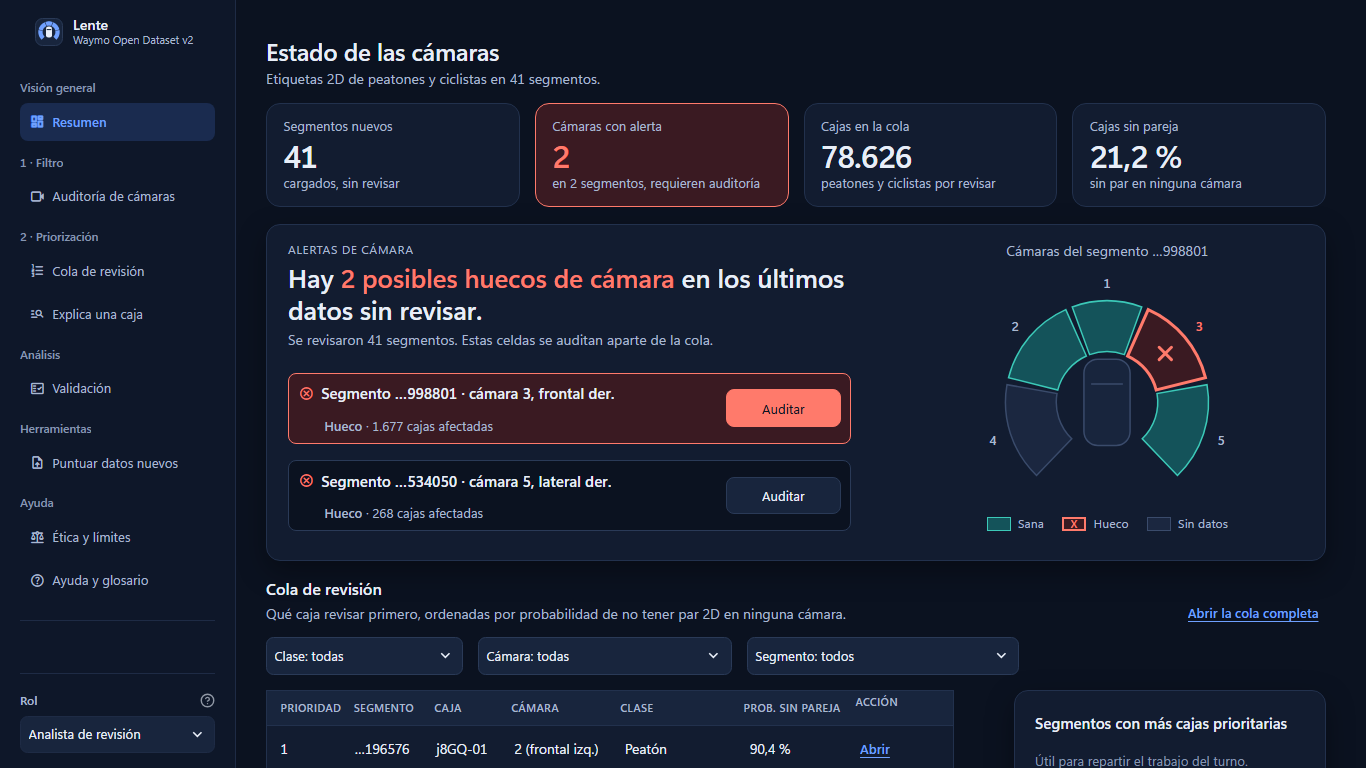 Lente
Waymo Open Dataset v2
Visión general
Resumen
1 · Filtro
Auditoría de cámaras
2 · Priorización
Cola de revisión
Explica una caja
Análisis
Validación
Herramientas
Puntuar datos nuevos
Ayuda
Ética y límites
Ayuda y glosario
Rol
Analista de revisión
Estado de las cámaras
Etiquetas 2D de peatones y ciclistas en 41 segmentos.
Segmentos nuevos
41
cargados, sin revisar
Cámaras con alerta
2
en 2 segmentos, requieren auditoría
Cajas en la cola
78.626
peatones y ciclistas por revisar
Cajas sin pareja
21,2 %
sin par en ninguna cámara
ALERTAS DE CÁMARA
Hay 2 posibles huecos de cámara en los últimos
datos sin revisar.
Se revisaron 41 segmentos. Estas celdas se auditan aparte de la cola.
Segmento ...998801 · cámara 3, frontal der.
Hueco · 1.677 cajas afectadas
Auditar
Segmento ...534050 · cámara 5, lateral der.
Hueco · 268 cajas afectadas
Auditar
Cámaras del segmento ...998801
1
2
3
4
5
Sana
X
Hueco
Sin datos
Cola de revisión
Qué caja revisar primero, ordenadas por probabilidad de no tener par 2D en ninguna cámara.
Abrir la cola completa
Clase: todas
Cámara: todas
Segmento: todos
PRIORIDAD SEGMENTO CAJA CÁMARA CLASE PROB. SIN PAREJA ACCIÓN
1 ...196576 j8GQ-01 2 (frontal izq.) Peatón 90,4 % Abrir
Segmentos con más cajas prioritarias
Útil para repartir el trabajo del turno.